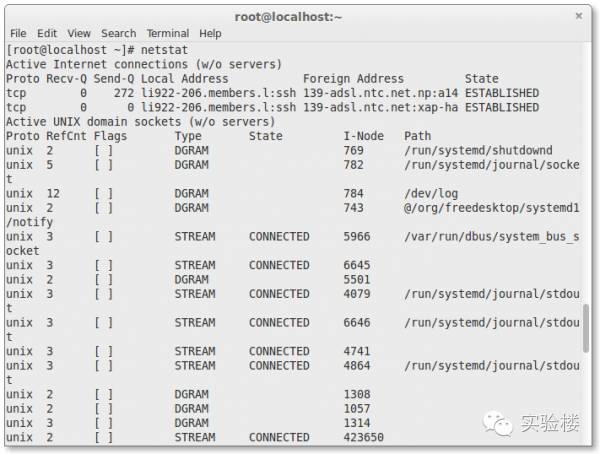 root@localhost:~
File Edit View Search Terminal Help
[root@localhost ~]# netstat
Active Internet connections (w/o servers)
Proto Recv-Q Send-Q Local Address           Foreign Address         State
tcp        0    272 li922-206.members.l:ssh 139-adsl.ntc.net.np:a14 ESTABLISHED
tcp        0      0 li922-206.members.l:ssh 139-adsl.ntc.net:xap-ha ESTABLISHED
Active UNIX domain sockets (w/o servers)
Proto RefCnt Flags       Type       State         I-Node   Path
unix  2      [ ]         DGRAM                    769      /run/systemd/shutdownd
unix  5      [ ]         DGRAM                    782      /run/systemd/journal/socke
t
unix  12     [ ]         DGRAM                    784      /dev/log
unix  2      [ ]         DGRAM                    743      @/org/freedesktop/systemd1
/notify
unix  3      [ ]         STREAM     CONNECTED     5966     /var/run/dbus/system_bus_s
ocket
unix  3      [ ]         STREAM     CONNECTED     6645
unix  2      [ ]         DGRAM                    5501
unix  3      [ ]         STREAM     CONNECTED     4079     /run/systemd/journal/stdou
t
unix  3      [ ]         STREAM     CONNECTED     6646     /run/systemd/journal/stdou
t
unix  3      [ ]         STREAM     CONNECTED     4741
unix  3      [ ]         STREAM     CONNECTED     4864     /run/systemd/journal/stdou
t
unix  2      [ ]         DGRAM                    1308
unix  2      [ ]         DGRAM                    1057
unix  3      [ ]         DGRAM                    1314
unix  2      [ ]         STREAM     CONNECTED     423650
实验楼